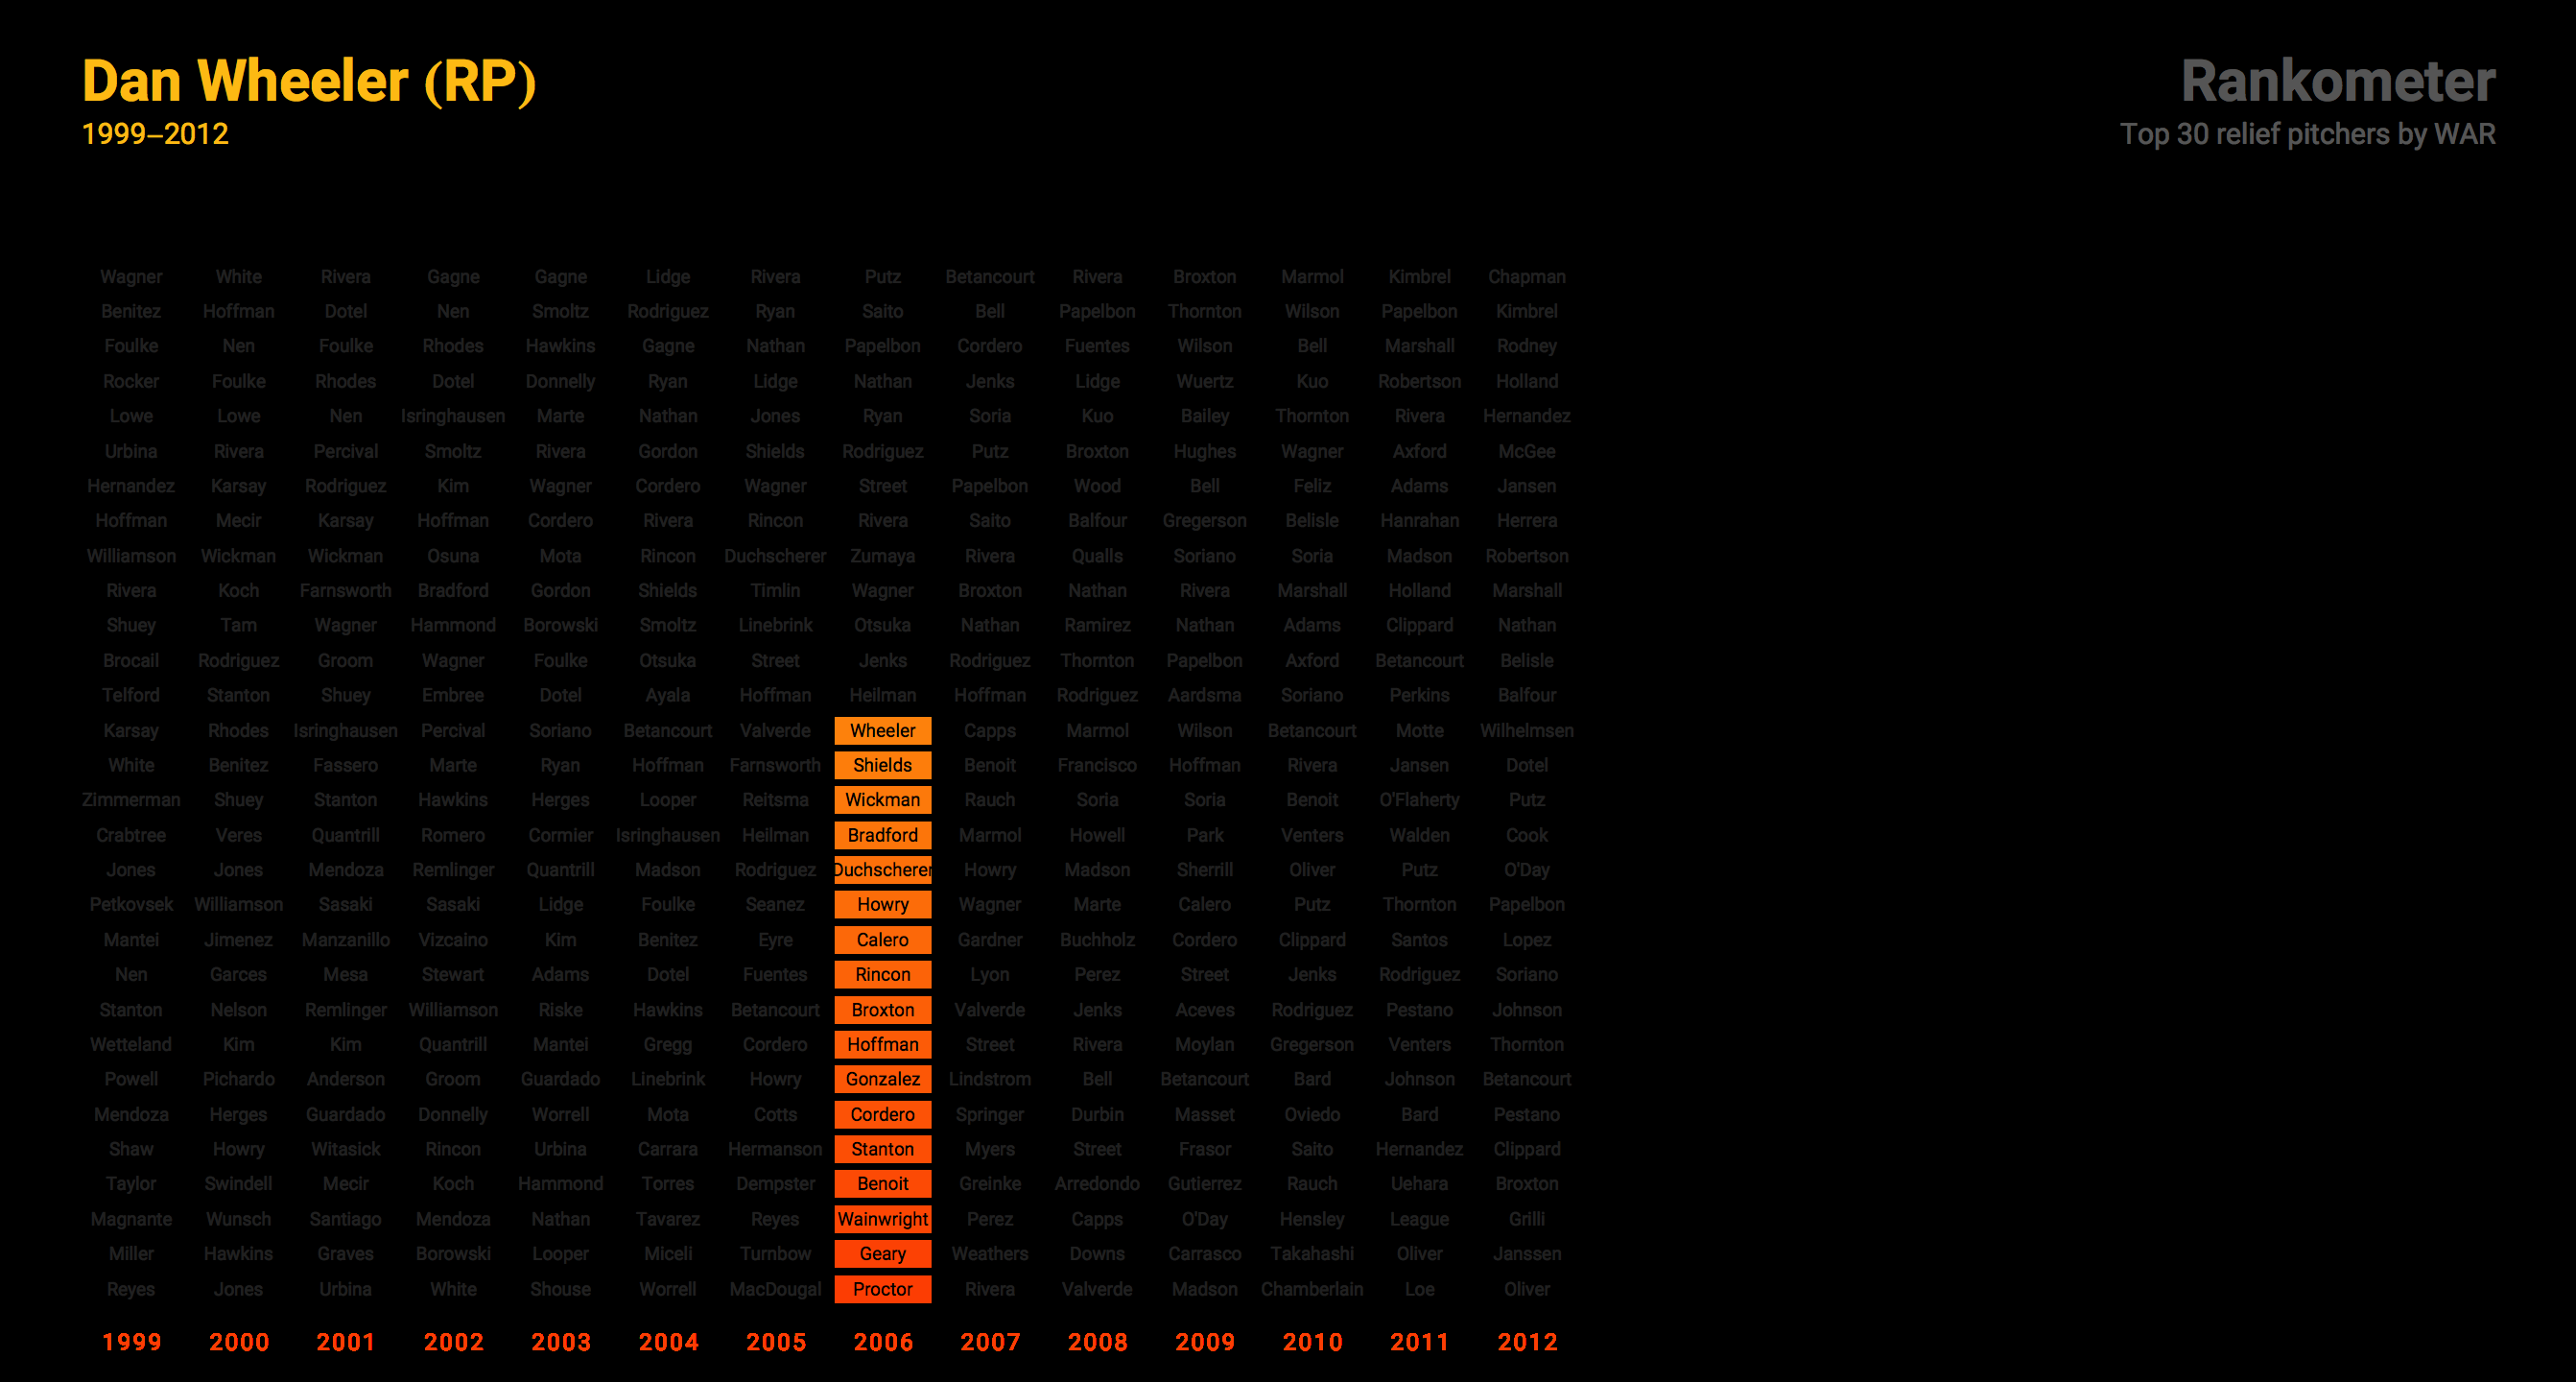 Dan Wheeler (RP)
1999–2012
Rankometer
Top 30 relief pitchers by WAR
Wagner White Rivera Gagne Gagne Lidge Rivera Putz Betancourt Rivera Broxton Marmol Kimbrel Chapman
Benitez Hoffman Dotel Nen Smoltz Rodriguez Ryan Saito Bell Papelbon Thornton Wilson Papelbon Kimbrel
Foulke Nen Foulke Rhodes Hawkins Gagne Nathan Papelbon Cordero Fuentes Wilson Bell Marshall Rodney
Rocker Foulke Rhodes Dotel Donnelly Ryan Lidge Nathan Jenks Lidge Wuertz Kuo Robertson Holland
Lowe Lowe Nen Isringhausen Marte Nathan Jones Ryan Soria Kuo Bailey Thornton Rivera Hernandez
Urbina Rivera Percival Smoltz Rivera Gordon Shields Rodriguez Putz Broxton Hughes Wagner Axford McGee
Hernandez Karsay Rodriguez Kim Wagner Cordero Wagner Street Papelbon Wood Bell Feliz Adams Jansen
Hoffman Mecir Karsay Hoffman Cordero Rivera Rincon Rivera Saito Balfour Gregerson Belisle Hanrahan Herrera
Williamson Wickman Wickman Osuna Mota Rincon Duchscherer Zumaya Rivera Qualls Soriano Soria Madson Robertson
Rivera Koch Farnsworth Bradford Gordon Shields Timlin Wagner Broxton Nathan Rivera Marshall Holland Marshall
Shuey Tam Wagner Hammond Borowski Smoltz Linebrink Otsuka Nathan Ramirez Nathan Adams Clippard Nathan
Brocail Rodriguez Groom Wagner Foulke Otsuka Street Jenks Rodriguez Thornton Papelbon Axford Betancourt Belisle
Telford Stanton Shuey Embree Dotel Ayala Hoffman Heilman Hoffman Rodriguez Aardsma Soriano Perkins Balfour
Karsay Rhodes Isringhausen Percival Soriano Betancourt Valverde Wheeler Capps Marmol Wilson Betancourt Motte Wilhelmsen
White Benitez Fassero Marte Ryan Hoffman Farnsworth Shields Benoit Francisco Hoffman Rivera Jansen Dotel
Zimmerman Shuey Stanton Hawkins Herges Looper Reitsma Wickman Rauch Soria Soria Benoit O'Flaherty Putz
Crabtree Veres Quantrill Romero Cormier Isringhausen Heilman Bradford Marmol Howell Park Venters Walden Cook
Jones Jones Mendoza Remlinger Quantrill Madson Rodriguez Duchscherer Howry Madson Sherrill Oliver Putz O'Day
Petkovsek Williamson Sasaki Sasaki Lidge Foulke Seanez Howry Wagner Marte Calero Putz Thornton Papelbon
Mantei Jimenez Manzanillo Vizcaino Kim Benitez Eyre Calero Gardner Buchholz Cordero Clippard Santos Lopez
Nen Garces Mesa Stewart Adams Dotel Fuentes Rincon Lyon Perez Street Jenks Rodriguez Soriano
Stanton Nelson Remlinger Williamson Riske Hawkins Betancourt Broxton Valverde Jenks Aceves Rodriguez Pestano Johnson
Wetteland Kim Kim Quantrill Mantei Gregg Cordero Hoffman Street Rivera Moylan Gregerson Venters Thornton
Powell Pichardo Anderson Groom Guardado Linebrink Howry Gonzalez Lindstrom Bell Betancourt Bard Johnson Betancourt
Mendoza Herges Guardado Donnelly Worrell Mota Cotts Cordero Springer Durbin Masset Oviedo Bard Pestano
Shaw Howry Witasick Rincon Urbina Carrara Hermanson Stanton Myers Street Frasor Saito Hernandez Clippard
Taylor Swindell Mecir Koch Hammond Torres Dempster Benoit Greinke Arredondo Gutierrez Rauch Uehara Broxton
Magnante Wunsch Santiago Mendoza Nathan Tavarez Reyes Wainwright Perez Capps O'Day Hensley League Grilli
Miller Hawkins Graves Borowski Looper Miceli Turnbow Geary Weathers Downs Carrasco Takahashi Oliver Janssen
Reyes Jones Urbina White Shouse Worrell MacDougal Proctor Rivera Valverde Madson Chamberlain Loe Oliver
1999 2000 2001 2002 2003 2004 2005 2006 2007 2008 2009 2010 2011 2012